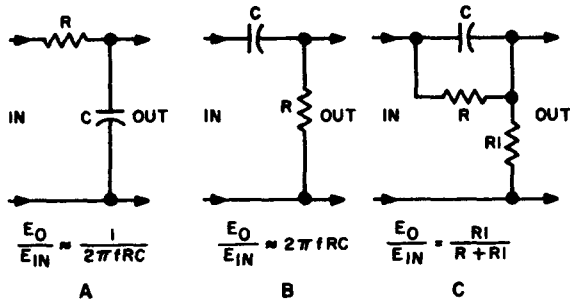 R
C
IN
OUT
E_O/E_IN ≈ 1/2πfRC
A
C
R
IN
OUT
E_O/E_IN ≈ 2πfRC
B
C
R
IN
OUT
R1
E_O/E_IN = R1/R+R1
C